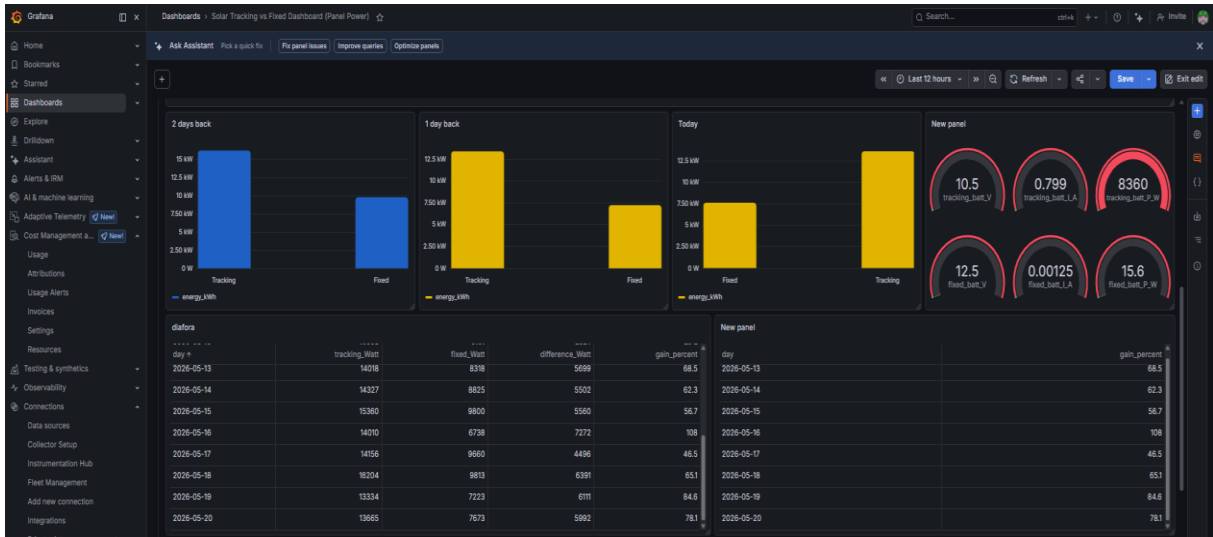 Grafana
Dashboards › Solar Tracking vs Fixed Dashboard (Panel Power)
Search...
ctrl+k
Invite
Home
Bookmarks
Starred
Dashboards
Explore
Drilldown
Assistant
Alerts & IRM
AI & machine learning
Adaptive Telemetry New!
Cost Management a... New!
Usage
Attributions
Usage Alerts
Invoices
Settings
Resources
Testing & synthetics
Observability
Connections
Data sources
Collector Setup
Instrumentation Hub
Fleet Management
Add new connection
Integrations
Ask Assistant Pick a quick fix Fix panel issues Improve queries Optimize panels
Last 12 hours Refresh Save Exit edit
2 days back
15 kW
12.5 kW
10 kW
7.50 kW
5 kW
2.50 kW
0 W
Tracking Fixed
energy_kWh
1 day back
12.5 kW
10 kW
7.50 kW
5 kW
2.50 kW
0 W
Tracking Fixed
energy_kWh
Today
12.5 kW
10 kW
7.50 kW
5 kW
2.50 kW
0 W
Fixed Tracking
energy_kWh
New panel
10.5
tracking_batt_V
0.799
tracking_batt_I_A
8360
tracking_batt_P_W
12.5
fixed_batt_V
0.00125
fixed_batt_I_A
15.6
fixed_batt_P_W
diafora
day tracking_Watt fixed_Watt difference_Watt gain_percent
2026-05-13 14018 8318 5699 68.5
2026-05-14 14327 8825 5502 62.3
2026-05-15 15360 9800 5560 56.7
2026-05-16 14010 6738 7272 108
2026-05-17 14156 9660 4496 46.5
2026-05-18 16204 9813 6391 65.1
2026-05-19 13334 7223 6111 84.6
2026-05-20 13665 7673 5992 78.1
New panel
day gain_percent
2026-05-13 68.5
2026-05-14 62.3
2026-05-15 56.7
2026-05-16 108
2026-05-17 46.5
2026-05-18 65.1
2026-05-19 84.6
2026-05-20 78.1